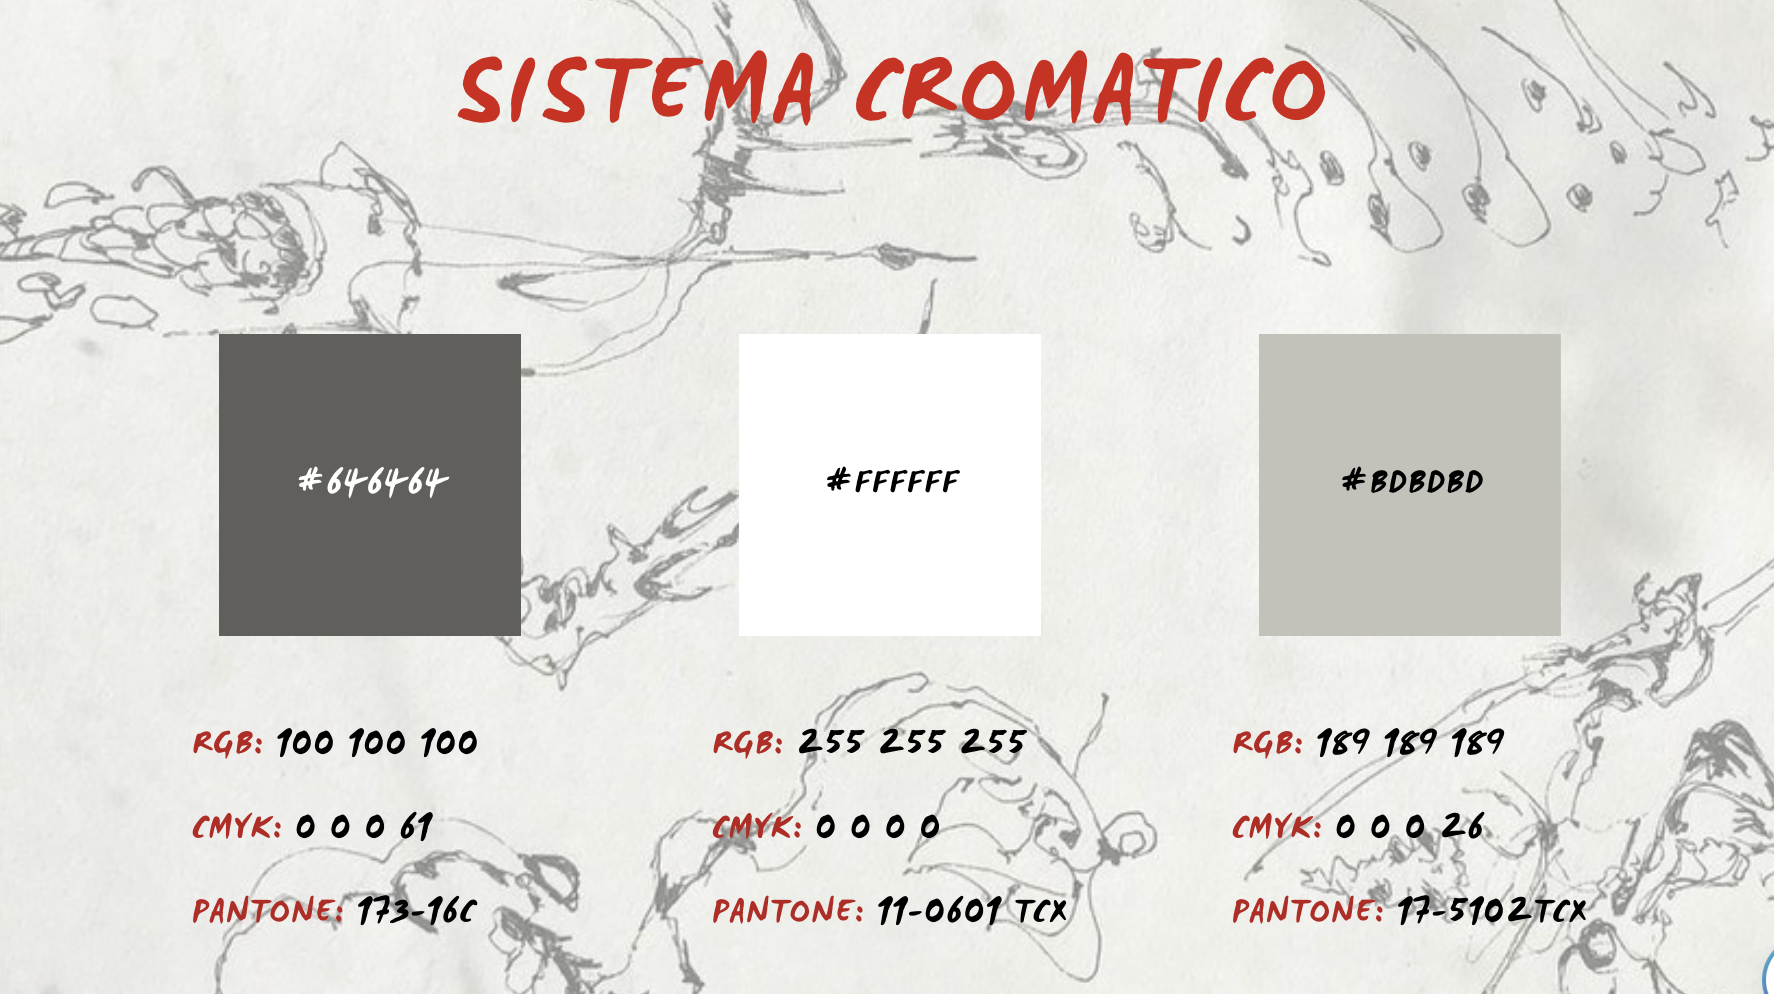 SISTEMA CROMATICO
#646464
#FFFFFF
#BDBDBD
RGB: 100 100 100
CMYK: 0 0 0 61
PANTONE: 173-16C
RGB: 255 255 255
CMYK: 0 0 0 0
PANTONE: 11-0601 TCX
RGB: 189 189 189
CMYK: 0 0 0 26
PANTONE: 17-5102TCX